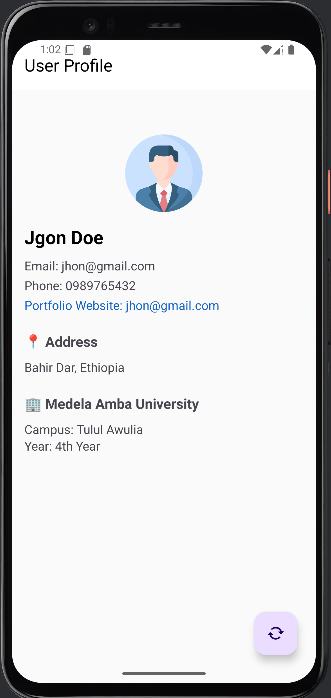 1:02
User Profile
Jgon Doe
Email: jhon@gmail.com
Phone: 0989765432
Portfolio Website: jhon@gmail.com
📍 Address
Bahir Dar, Ethiopia
🏢 Medela Amba University
Campus: Tulul Awulia
Year: 4th Year